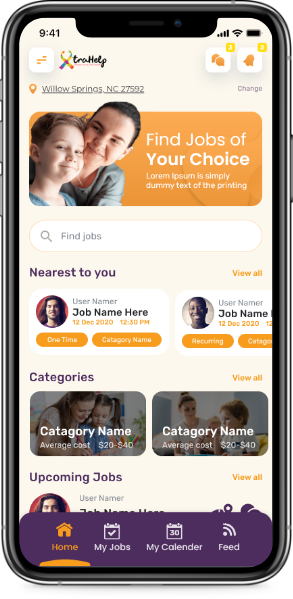 9:41
XtraHelp
3
3
Willow Springs, NC 27592
Change
Find Jobs of
Your Choice
Lorem Ipsum is simply
dummy text of the printing
Find jobs
Nearest to you
View all
User Namer
Job Name Here
12 Dec 2020 12:30 PM
One Time
Catagory Name
User Namer
Job Name
12 Dec 2020 12
Recurring
Catago
Catagories
View all
Catagory Name
Average cost $20-$40
Catagory Name
Average cost $20-$40
Upcoming Jobs
View all
User Namer
Job Name Here
30
Home
My Jobs
My Calender
Feed